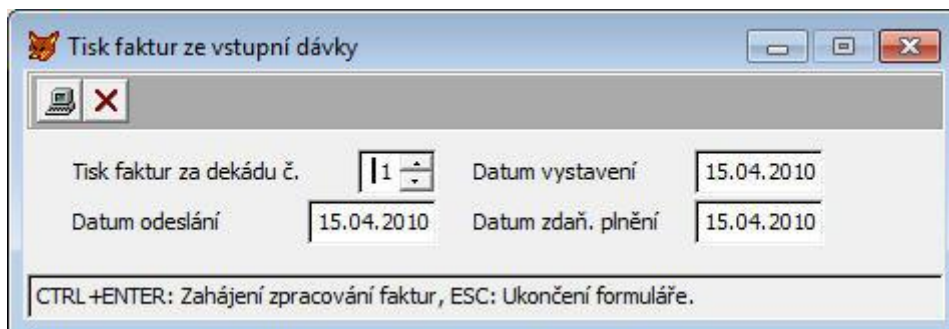 Tisk faktur ze vstupní dávky
Tisk faktur za dekádu č. 1 Datum vystavení 15.04.2010
Datum odeslání 15.04.2010 Datum zdaň. plnění 15.04.2010
CTRL+ENTER: Zahájení zpracování faktur, ESC: Ukončení formuláře.